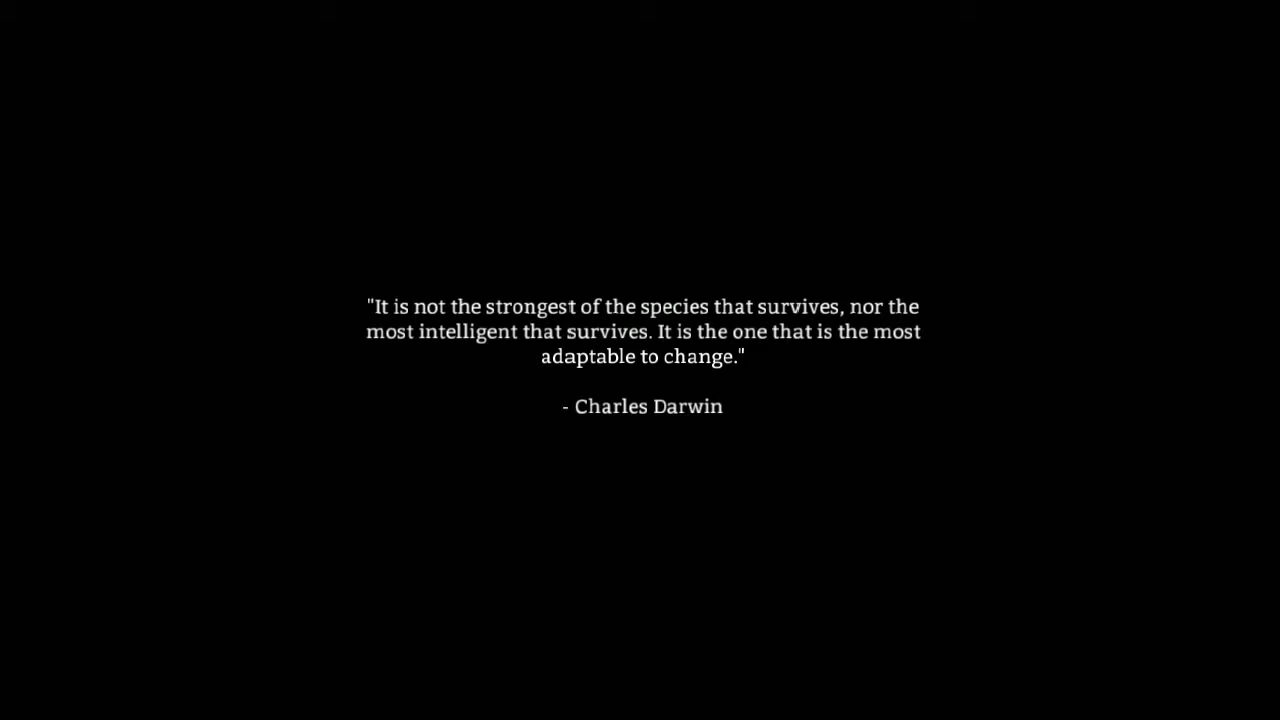 "It is not the strongest of the species that survives, nor the
most intelligent that survives. It is the one that is the most
adaptable to change."
- Charles Darwin